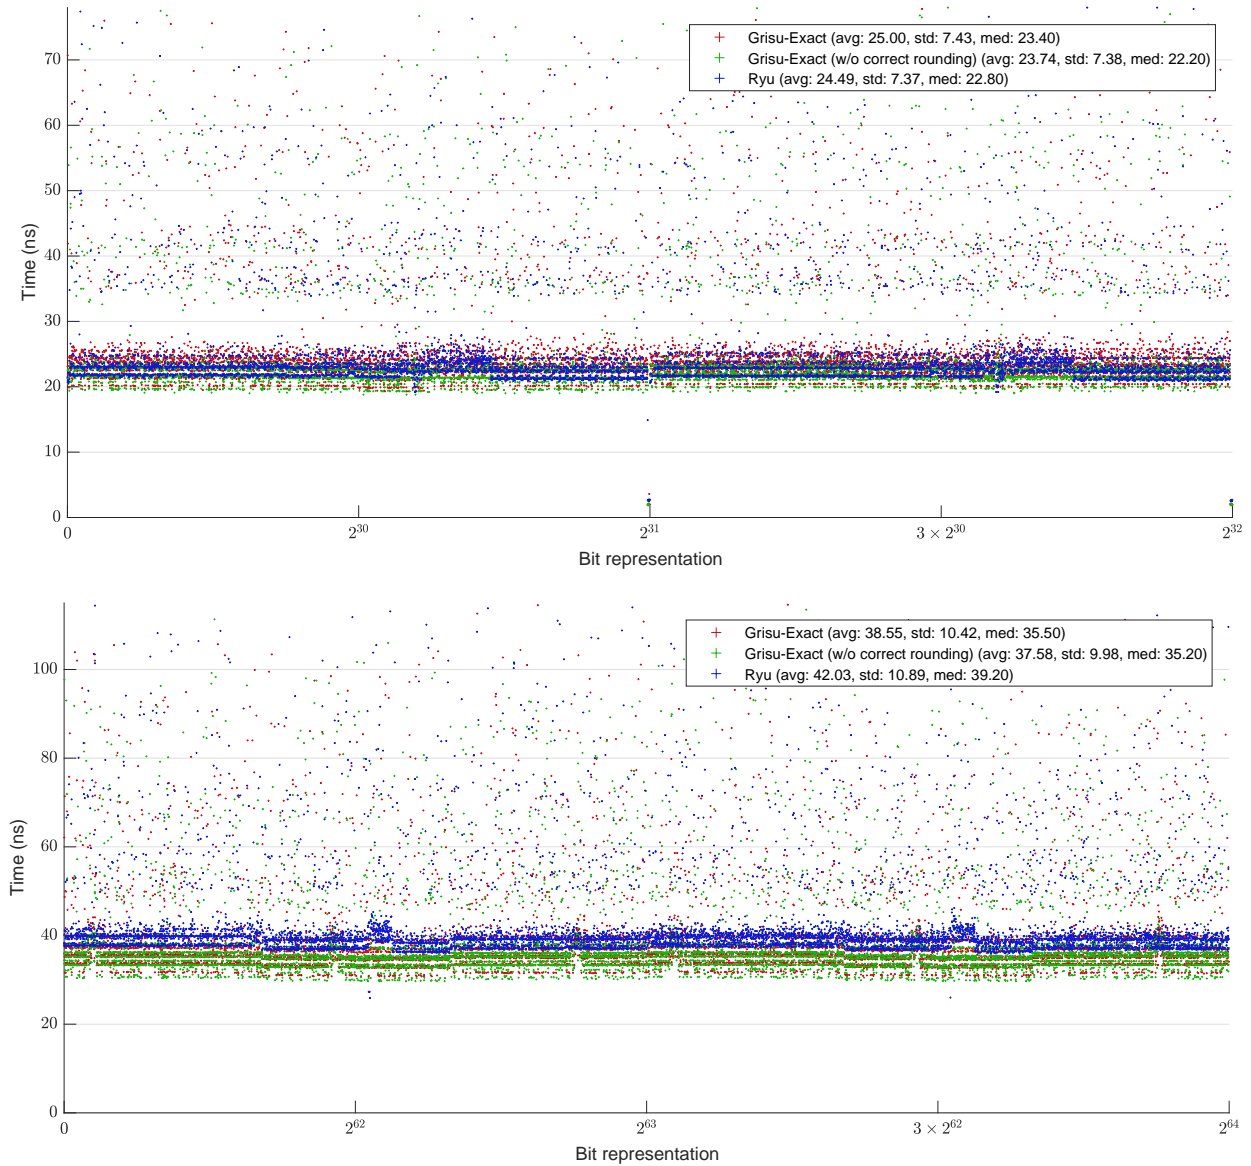 70
60
50
40
30
20
10
0
Time (ns)
Grisu-Exact (avg: 25.00, std: 7.43, med: 23.40)
Grisu-Exact (w/o correct rounding) (avg: 23.74, std: 7.38, med: 22.20)
Ryu (avg: 24.49, std: 7.37, med: 22.80)
0 2^30 2^31 3 × 2^30 2^32
Bit representation
100
80
60
40
20
0
Time (ns)
Grisu-Exact (avg: 38.55, std: 10.42, med: 35.50)
Grisu-Exact (w/o correct rounding) (avg: 37.58, std: 9.98, med: 35.20)
Ryu (avg: 42.03, std: 10.89, med: 39.20)
0 2^62 2^63 3 × 2^62 2^64
Bit representation